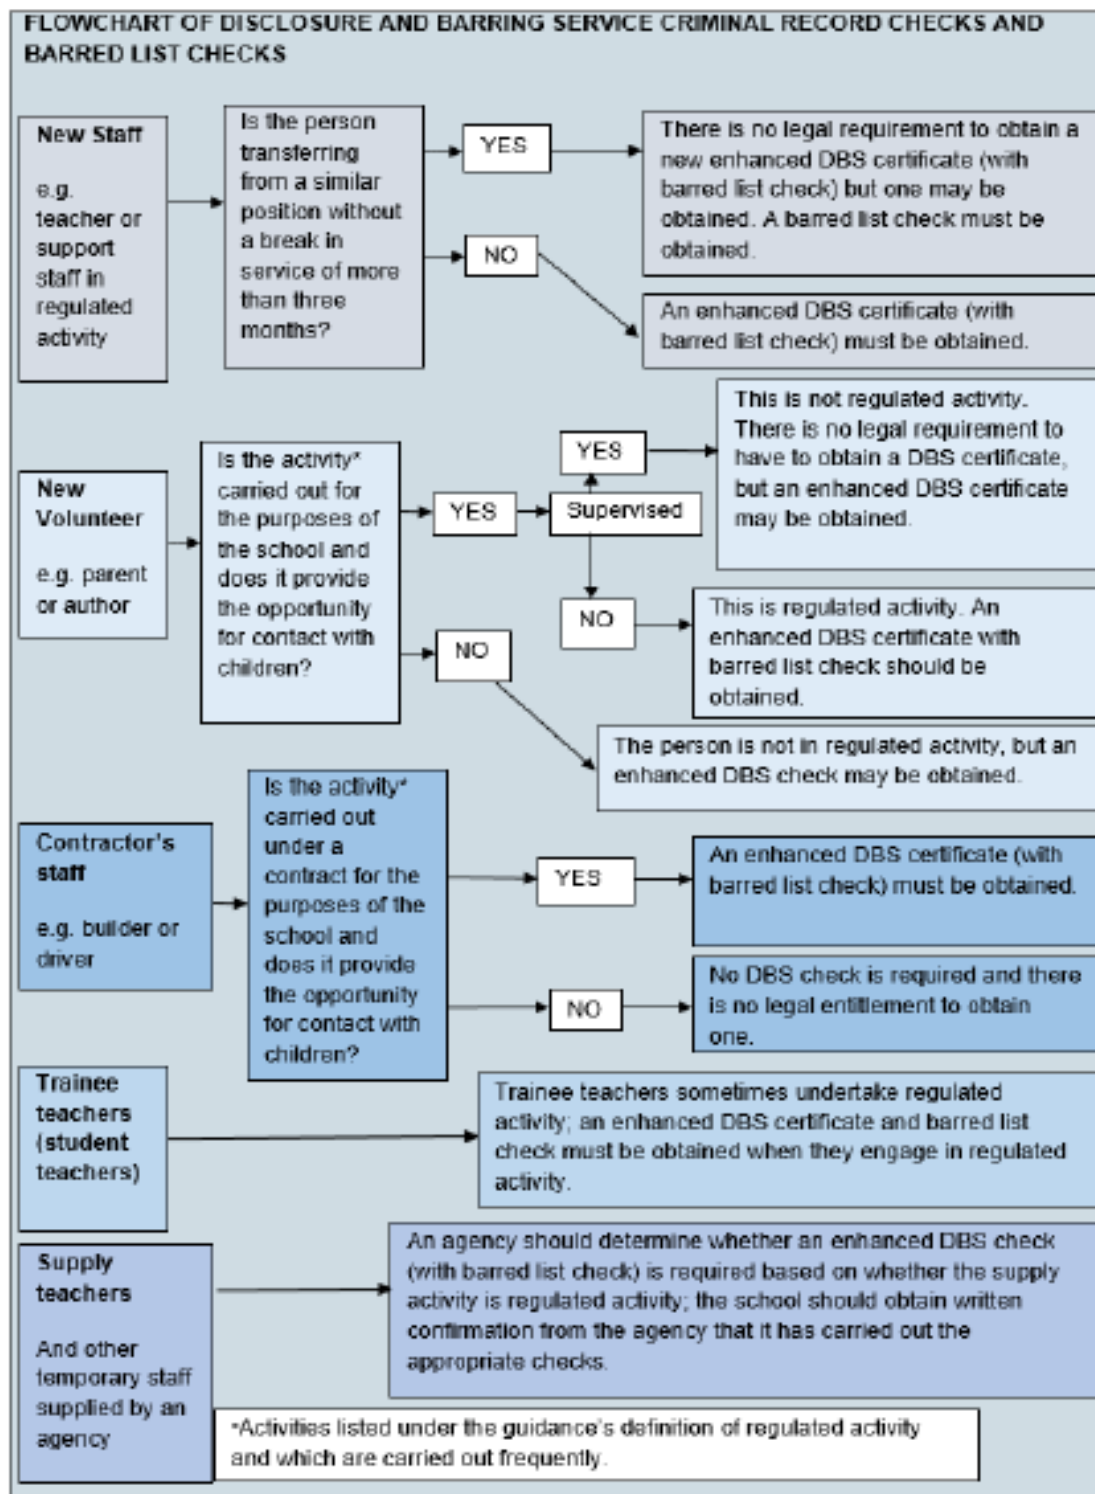 FLOWCHART OF DISCLOSURE AND BARRING SERVICE CRIMINAL RECORD CHECKS AND
BARRED LIST CHECKS
New Staff
e.g.
teacher or
support
staff in
regulated
activity
Is the person
transferring
from a similar
position without
a break in
service of more
than three
months?
YES
There is no legal requirement to obtain a
new enhanced DBS certificate (with
barred list check) but one may be
obtained. A barred list check must be
obtained.
NO
An enhanced DBS certificate (with
barred list check) must be obtained.
New
Volunteer
e.g. parent
or author
Is the activity*
carried out for
the purposes of
the school and
does it provide
the opportunity
for contact with
children?
YES
Supervised
YES
This is not regulated activity.
There is no legal requirement to
have to obtain a DBS certificate,
but an enhanced DBS certificate
may be obtained.
NO
This is regulated activity. An
enhanced DBS certificate with
barred list check should be
obtained.
NO
The person is not in regulated activity, but an
enhanced DBS check may be obtained.
Contractor's
staff
e.g. builder or
driver
Is the activity*
carried out
under a
contract for the
purposes of the
school and
does it provide
the opportunity
for contact with
children?
YES
An enhanced DBS certificate (with
barred list check) must be obtained.
NO
No DBS check is required and there
is no legal entitlement to obtain
one.
Trainee
teachers
(student
teachers)
Trainee teachers sometimes undertake regulated
activity; an enhanced DBS certificate and barred list
check must be obtained when they engage in regulated
activity.
Supply
teachers
And other
temporary staff
supplied by an
agency
An agency should determine whether an enhanced DBS check
(with barred list check) is required based on whether the supply
activity is regulated activity; the school should obtain written
confirmation from the agency that it has carried out the
appropriate checks.
*Activities listed under the guidance's definition of regulated activity
and which are carried out frequently.